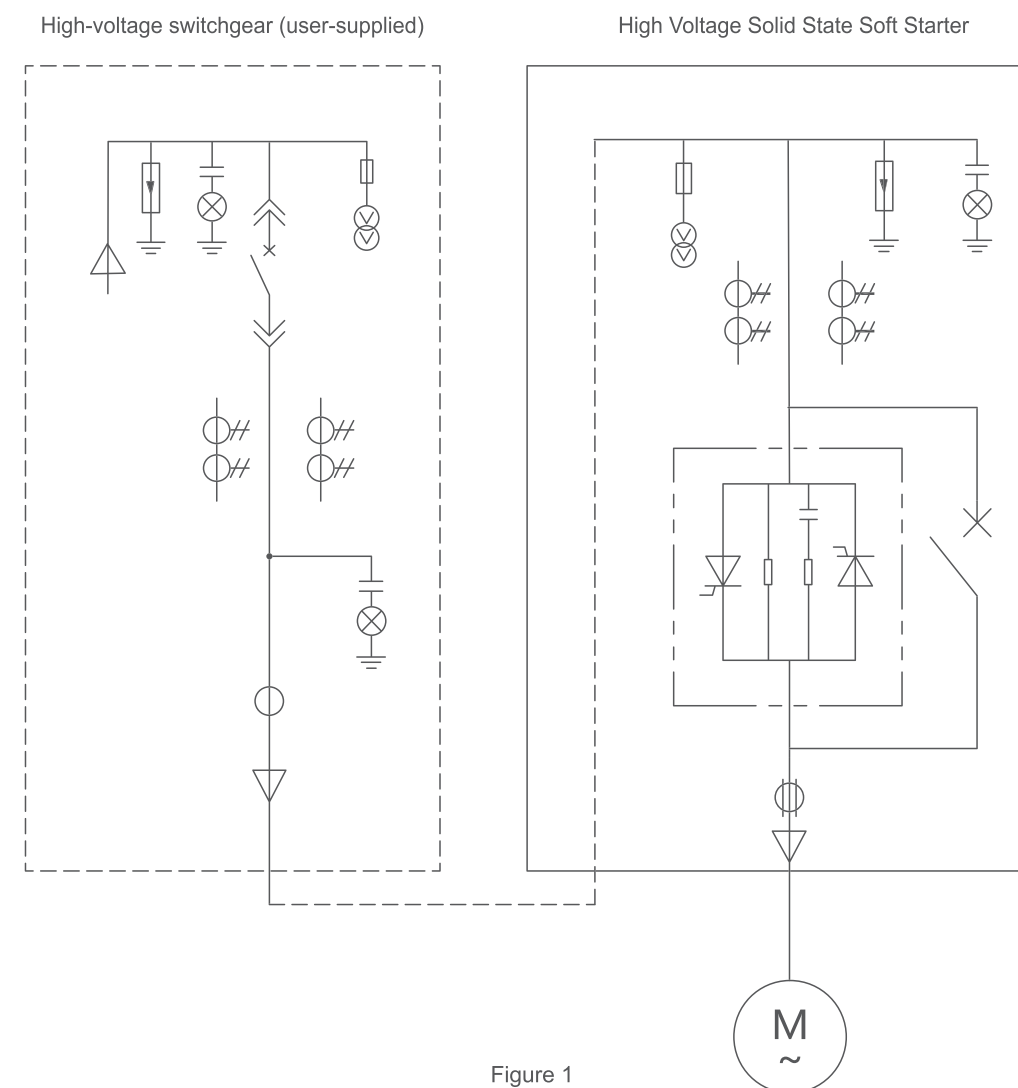 High-voltage switchgear (user-supplied)
High Voltage Solid State Soft Starter
M
~
Figure 1